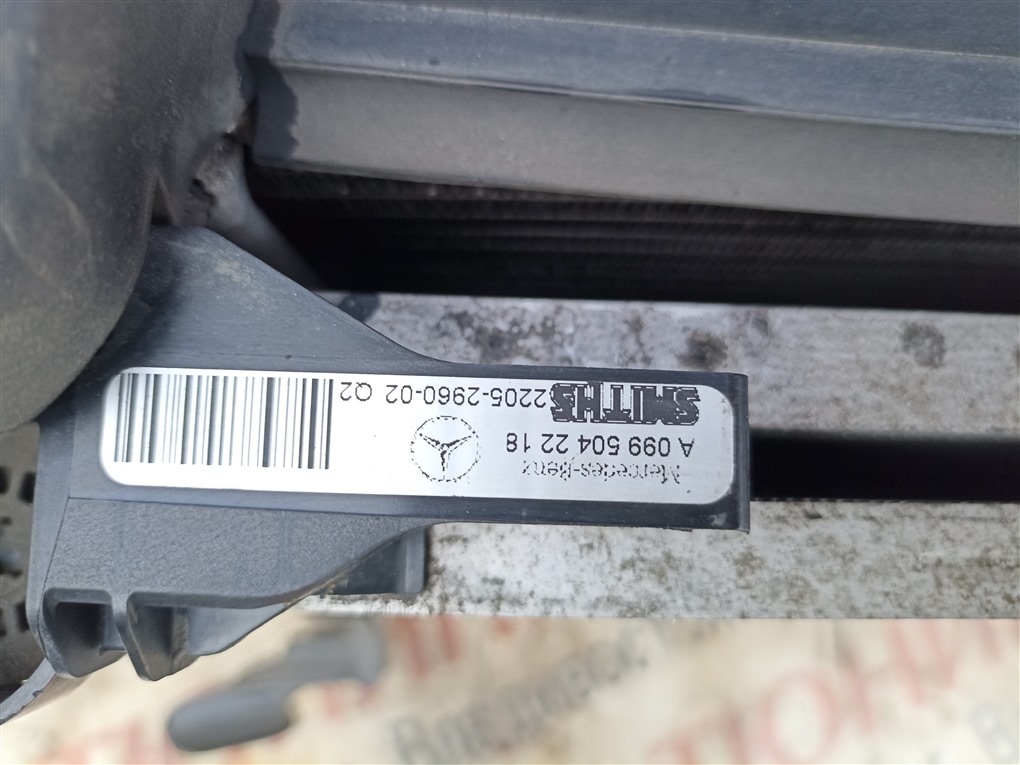 Mercedes-Benz
A 099 504 22 18
SMITHS 2205-2960-02 Q2